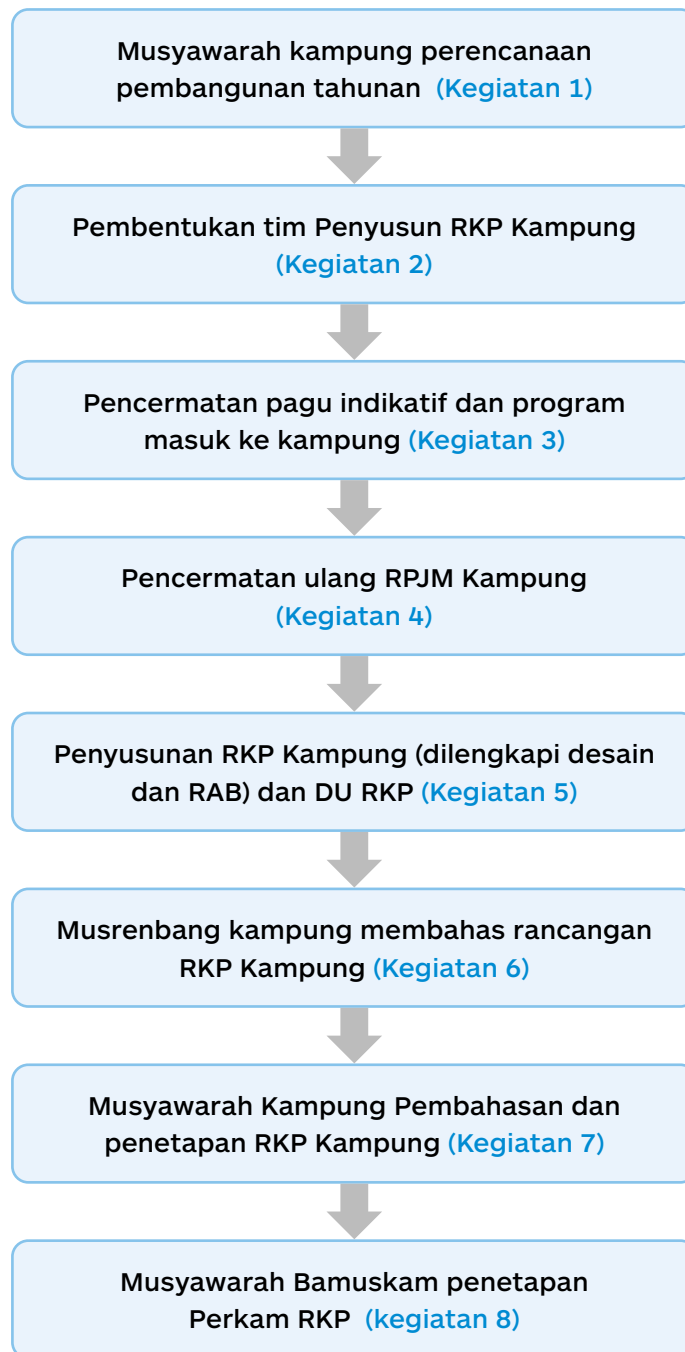 Musyawarah kampung perencanaan
pembangunan tahunan (Kegiatan 1)
Pembentukan tim Penyusun RKP Kampung
(Kegiatan 2)
Pencermatan pagu indikatif dan program
masuk ke kampung (Kegiatan 3)
Pencermatan ulang RPJM Kampung
(Kegiatan 4)
Penyusunan RKP Kampung (dilengkapi desain
dan RAB) dan DU RKP (Kegiatan 5)
Musrenbang kampung membahas rancangan
RKP Kampung (Kegiatan 6)
Musyawarah Kampung Pembahasan dan
penetapan RKP Kampung (Kegiatan 7)
Musyawarah Bamuskam penetapan
Perkam RKP (kegiatan 8)